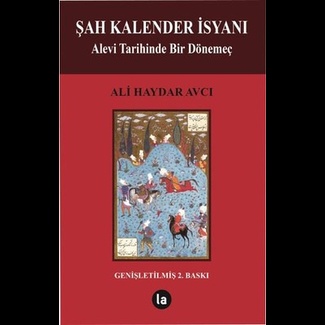 ŞAH KALENDER İSYANI
Alevi Tarihinde Bir Dönemeç
ALİ HAYDAR AVCI
GENİŞLETİLMİŞ 2. BASKI
la